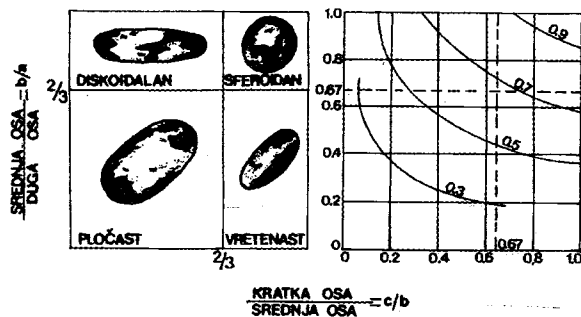 SREDNJA OSA
DUGA OSA
= b/a
2/3
DISKOIDALAN
SFEROIDAN
PLOČAST
VRETENAST
2/3
1.0
0.8
0.67
0.6
0.4
0.2
0
0.2
0.4
0.6
0.8
1.0
0.67
0.9
0.7
0.5
0.3
KRATKA OSA
SREDNJA OSA
= c/b